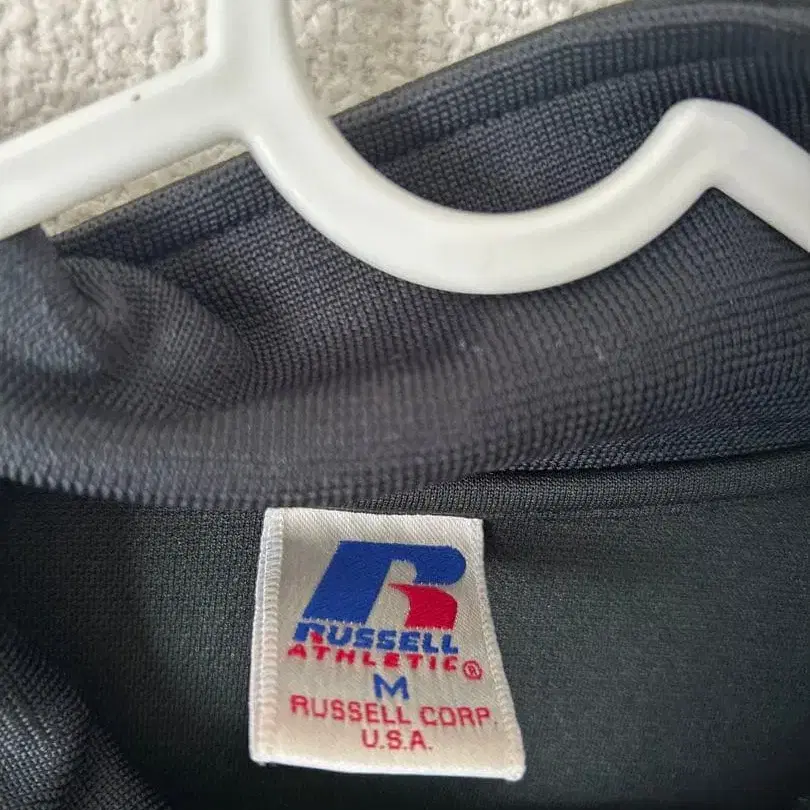 RUSSELL
ATHLETIC®
M
RUSSELL CORP.
U.S.A.